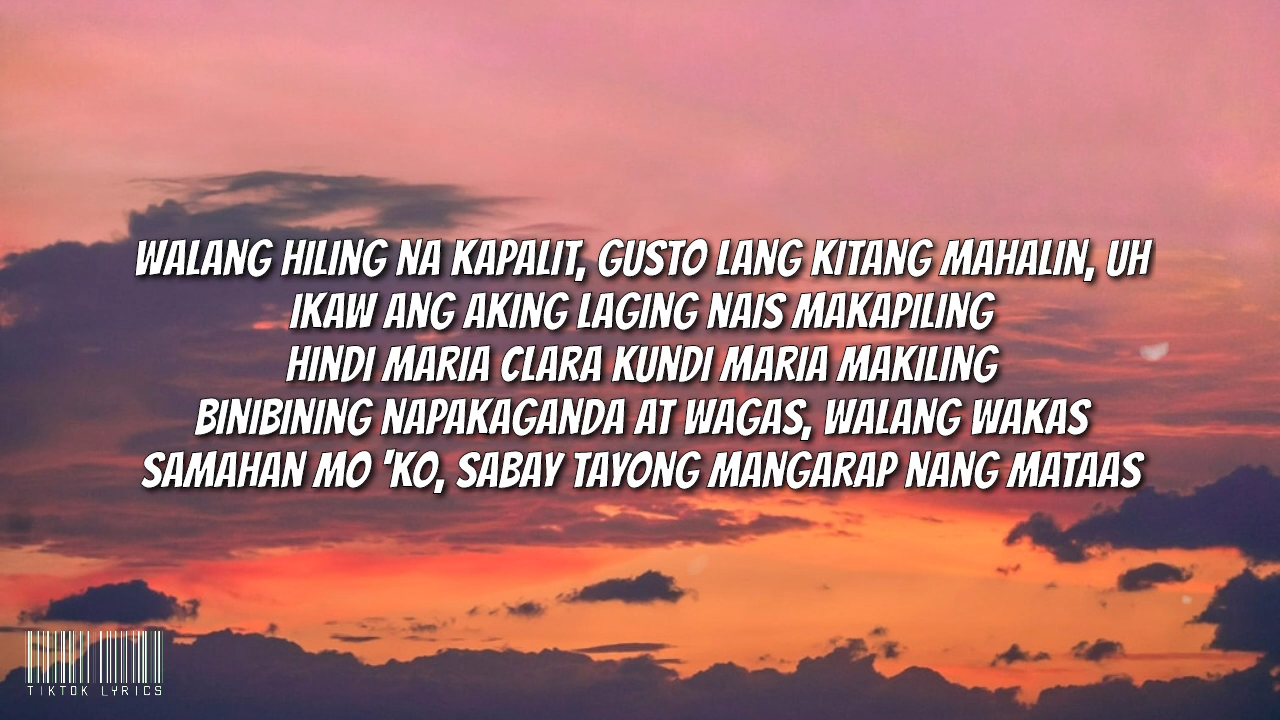 WALANG HILING NA KAPALIT, GUSTO LANG KITANG MAHALIN, UH
IKAW ANG AKING LAGING NAIS MAKAPILING
HINDI MARIA CLARA KUNDI MARIA MAKILING
BINIBINING NAPAKAGANDA AT WAGAS, WALANG WAKAS
SAMAHAN MO 'KO, SABAY TAYONG MANGARAP NANG MATAAS
TIKTOK LYRICS